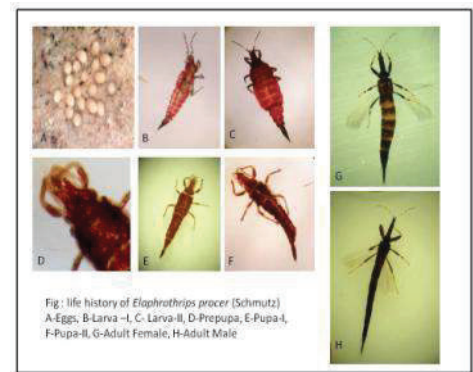 A
B
C
G
D
E
F
H
Fig : life history of Elaphrothrips procer (Schmutz)
A-Eggs, B-Larva –I, C- Larva-II, D-Prepupa, E-Pupa-I,
F-Pupa-II, G-Adult Female, H-Adult Male